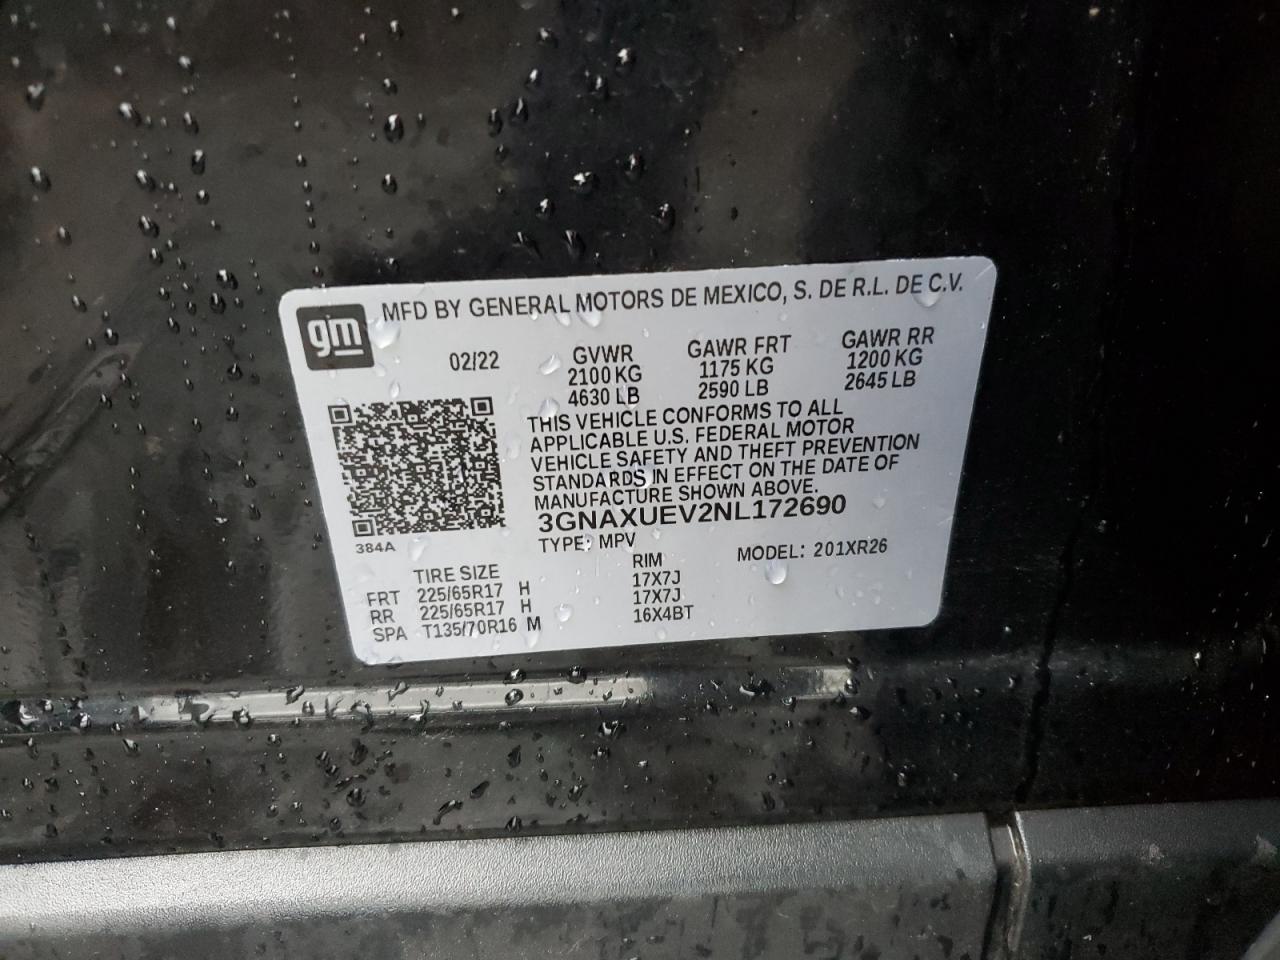 gm
MFD BY GENERAL MOTORS DE MEXICO, S. DE R.L. DE C.V.
02/22
GVWR GAWR FRT GAWR RR
2100 KG 1175 KG 1200 KG
4630 LB 2590 LB 2645 LB
THIS VEHICLE CONFORMS TO ALL
APPLICABLE U.S. FEDERAL MOTOR
VEHICLE SAFETY AND THEFT PREVENTION
STANDARDS IN EFFECT ON THE DATE OF
MANUFACTURE SHOWN ABOVE.
3GNAXUEV2NL172690
384A
TYPE: MPV MODEL: 201XR26
TIRE SIZE RIM
FRT 225/65R17 H 17X7J
RR 225/65R17 H 17X7J
SPA T135/70R16 M 16X4BT